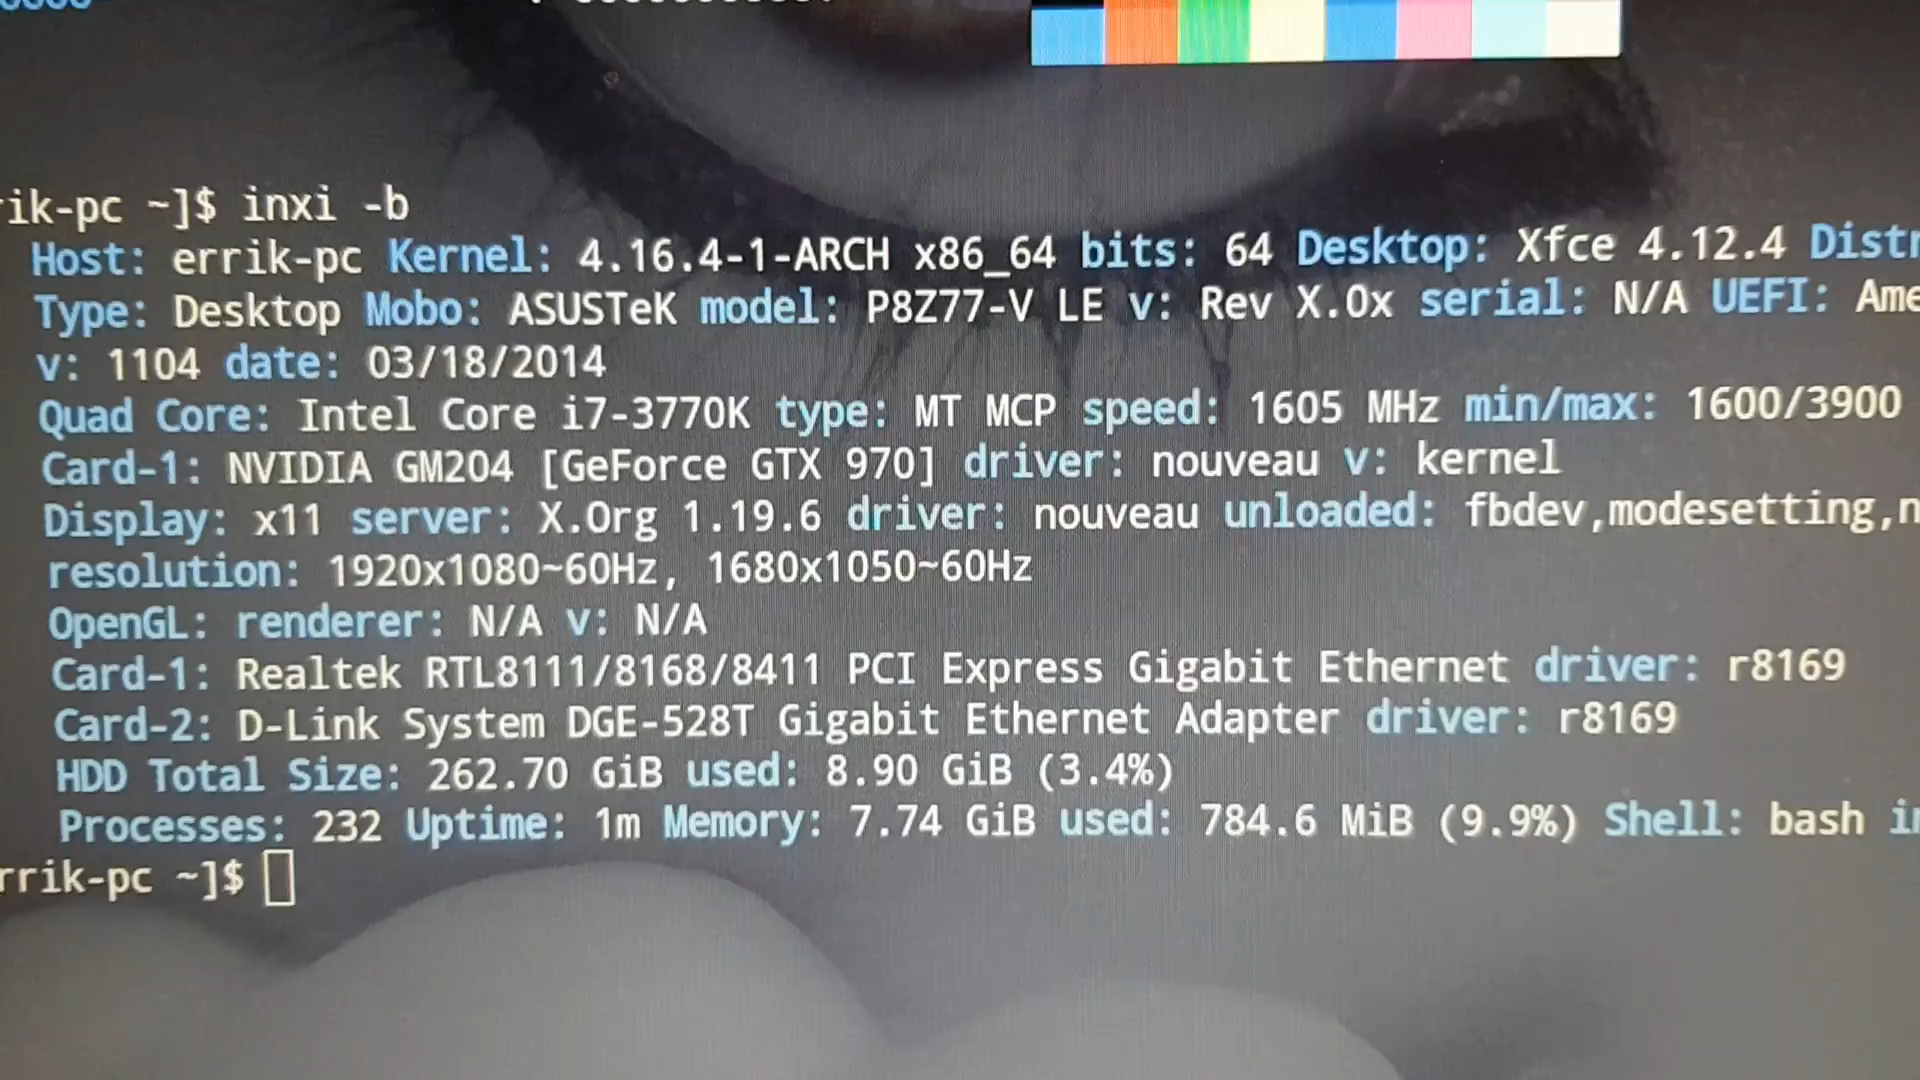 ik-pc ~]$ inxi -b
Host: errik-pc Kernel: 4.16.4-1-ARCH x86_64 bits: 64 Desktop: Xfce 4.12.4 Distr
Type: Desktop Mobo: ASUSTeK model: P8Z77-V LE v: Rev X.0x serial: N/A UEFI: Ame
v: 1104 date: 03/18/2014
Quad Core: Intel Core i7-3770K type: MT MCP speed: 1605 MHz min/max: 1600/3900
Card-1: NVIDIA GM204 [GeForce GTX 970] driver: nouveau v: kernel
Display: x11 server: X.Org 1.19.6 driver: nouveau unloaded: fbdev,modesetting,n
resolution: 1920x1080~60Hz, 1680x1050~60Hz
OpenGL: renderer: N/A v: N/A
Card-1: Realtek RTL8111/8168/8411 PCI Express Gigabit Ethernet driver: r8169
Card-2: D-Link System DGE-528T Gigabit Ethernet Adapter driver: r8169
HDD Total Size: 262.70 GiB used: 8.90 GiB (3.4%)
Processes: 232 Uptime: 1m Memory: 7.74 GiB used: 784.6 MiB (9.9%) Shell: bash in
rrik-pc ~]$